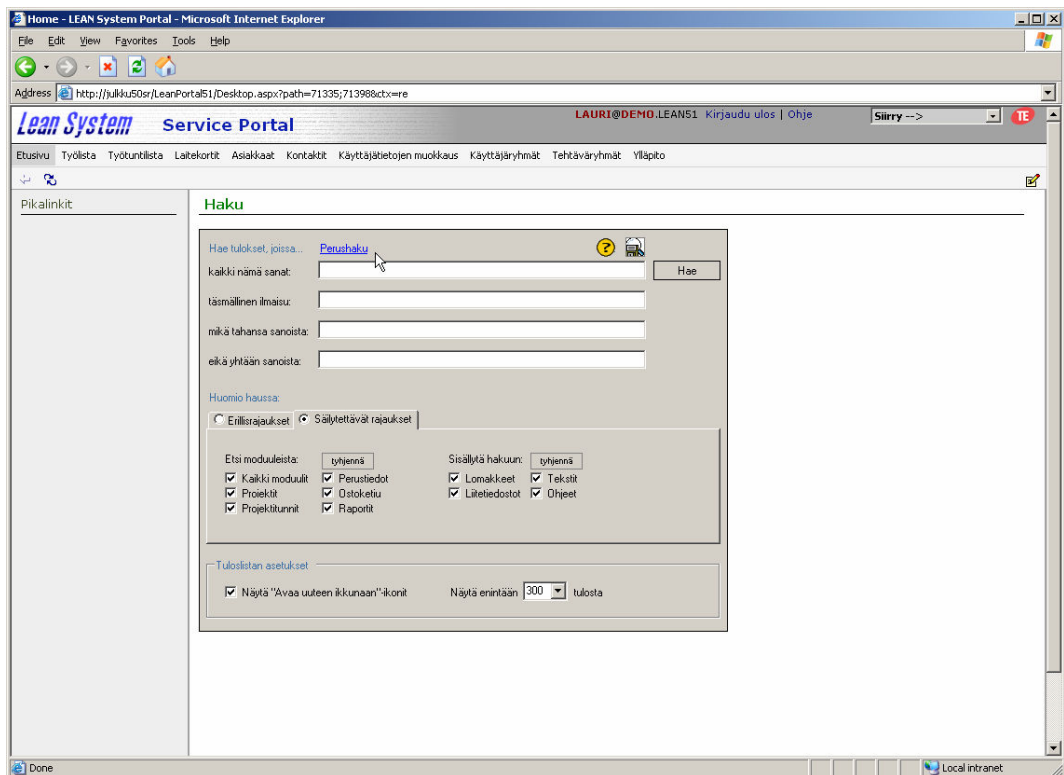 Home - LEAN System Portal - Microsoft Internet Explorer
File Edit View Favorites Tools Help
Address http://julkku50sr/LeanPortal51/Desktop.aspx?path=71335;71398&ctx=re
Lean System Service Portal LAURI@DEMO.LEAN51 Kirjaudu ulos | Ohje Siirry --> TE
Etusivu Työlista Työtuntilista Laitekortit Asiakkaat Kontaktit Käyttäjätietojen muokkaus Käyttäjäryhmät Tehtäväryhmät Ylläpito
Pikalinkit Haku
Hae tulokset, joissa... Perushaku ?
kaikki nämä sanat: Hae
täsmällinen ilmaisu:
mikä tahansa sanoista:
eikä yhtään sanoista:
Huomio haussa:
Erillisrajaukset Säilytettävät rajaukset
Etsi moduuleista: tyhjennä Sisällytä hakuun: tyhjennä
Kaikki moduulit Perustiedot Lomakkeet Tekstit
Projektit Ostoketju Liitetiedostot Ohjeet
Projektitunnit Raportit
Tuloslistan asetukset
Näytä "Avaa uuteen ikkunaan"-ikonit Näytä enintään 300 tulosta
Done Local intranet